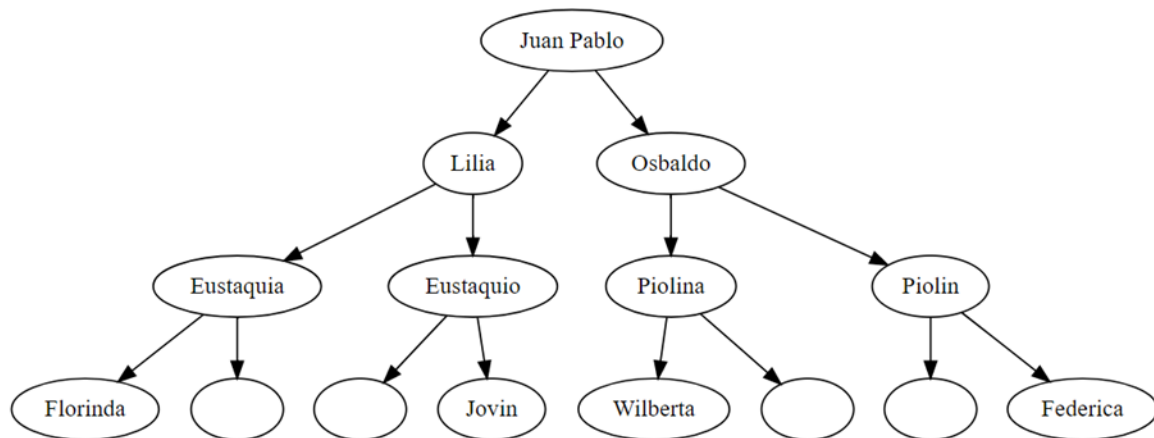 Juan Pablo
Lilia
Osbaldo
Eustaquia
Eustaquio
Piolina
Piolin
Florinda
Jovin
Wilberta
Federica